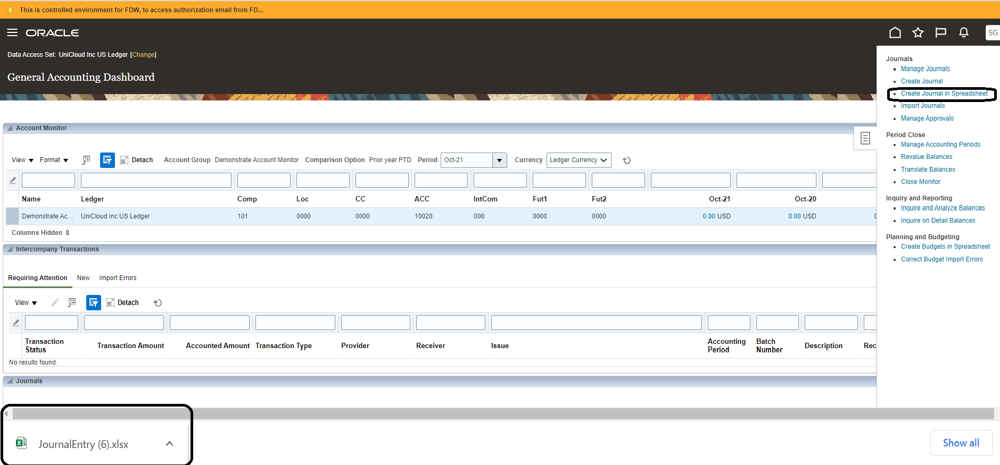 This is controlled environment for FDW, to access authorization email from FD...
ORACLE
SG
Data Access Set: UniCloud Inc US Ledger [Change]
General Accounting Dashboard
Journals
Manage Journals
Create Journal
Create Journal in Spreadsheet
Import Journals
Manage Approvals
Period Close
Manage Accounting Periods
Revalue Balances
Translate Balances
Close Monitor
Inquiry and Reporting
Inquire and Analyze Balances
Inquire on Detail Balances
Planning and Budgeting
Create Budgets in Spreadsheet
Correct Budget Import Errors
Account Monitor
View Format Detach Account Group Demonstrate Account Monitor Comparison Option Prior year PTD Period Oct-21 Currency Ledger Currency
Name Ledger Comp Loc CC ACC IntCom Fut1 Fut2 Oct-21 Oct-20
Demonstrate Ac... UniCloud Inc US Ledger 101 0000 0000 10020 000 0000 0000 0.00 USD 0.00 USD
Columns Hidden 8
Intercompany Transactions
Requiring Attention New Import Errors
View Detach
Transaction Status Transaction Amount Accounted Amount Transaction Type Provider Receiver Issue Accounting Period Batch Number Description Rec
No results found.
Journals
JournalEntry (6).xlsx
Show all